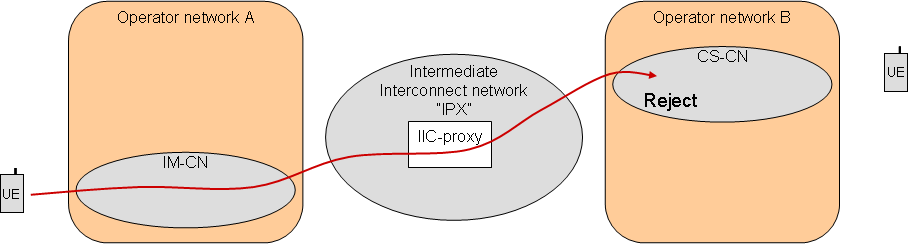 Operator network A
Operator network B
CS-CN
UE
Intermediate
Interconnect network
"IPX"
Reject
IIC-proxy
IM-CN
UE